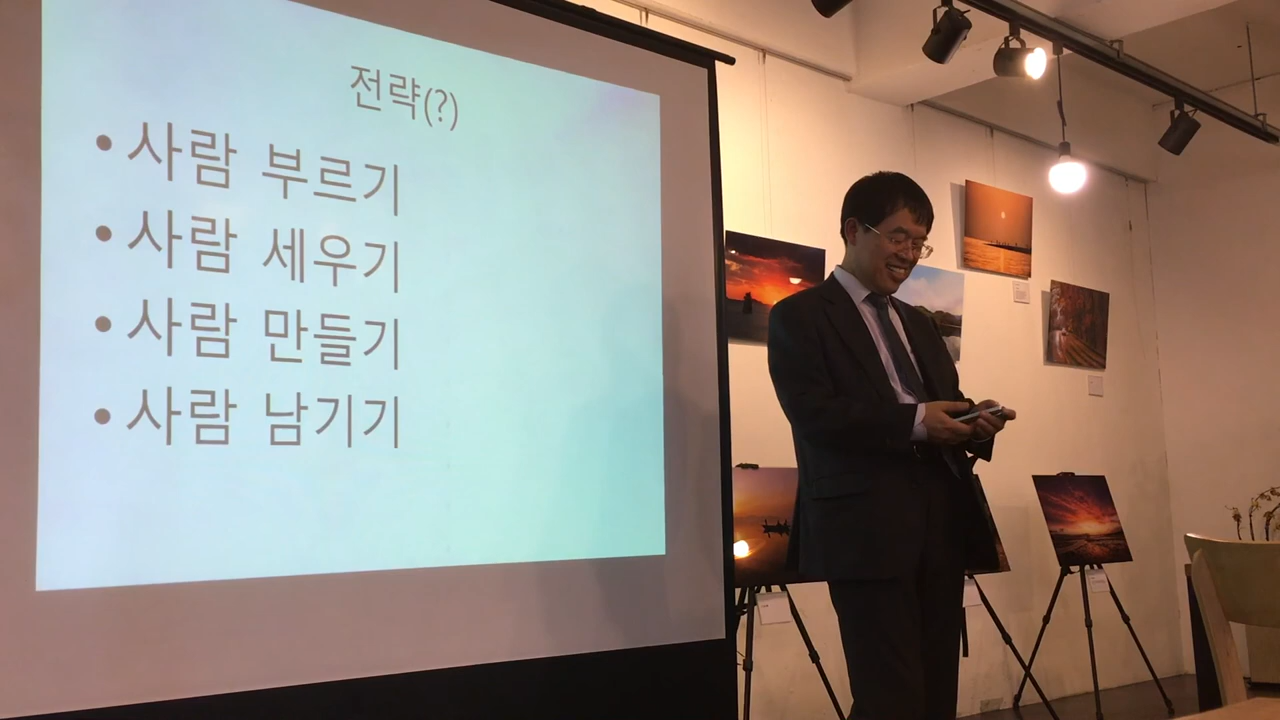 전략(?)
• 사람 부르기
• 사람 세우기
• 사람 만들기
• 사람 남기기